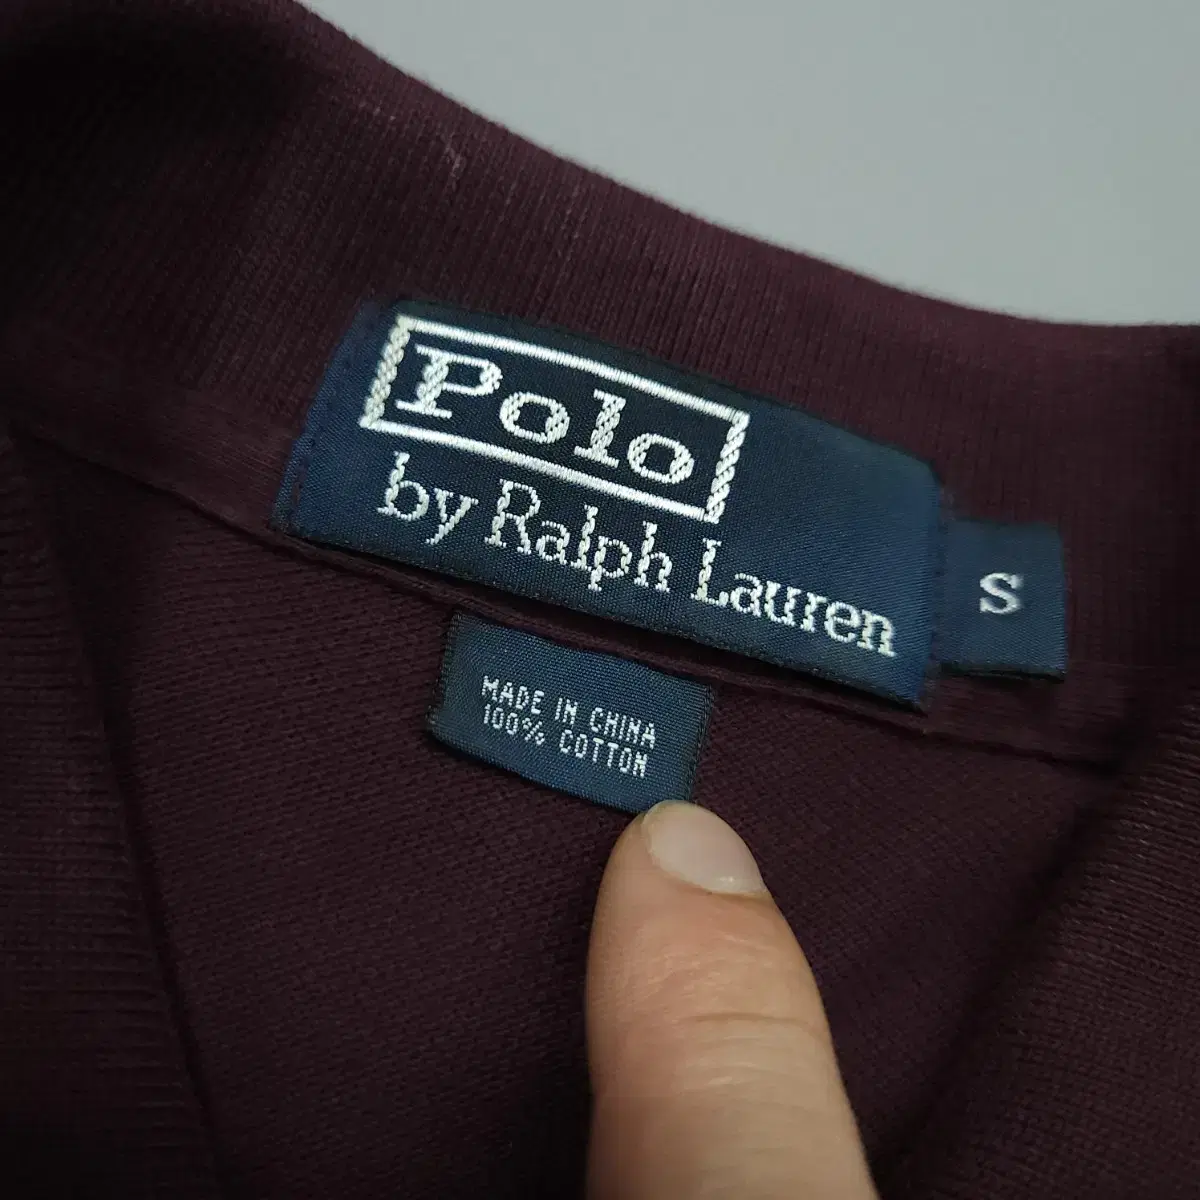 Polo
by Ralph Lauren
S
MADE IN CHINA
100% COTTON